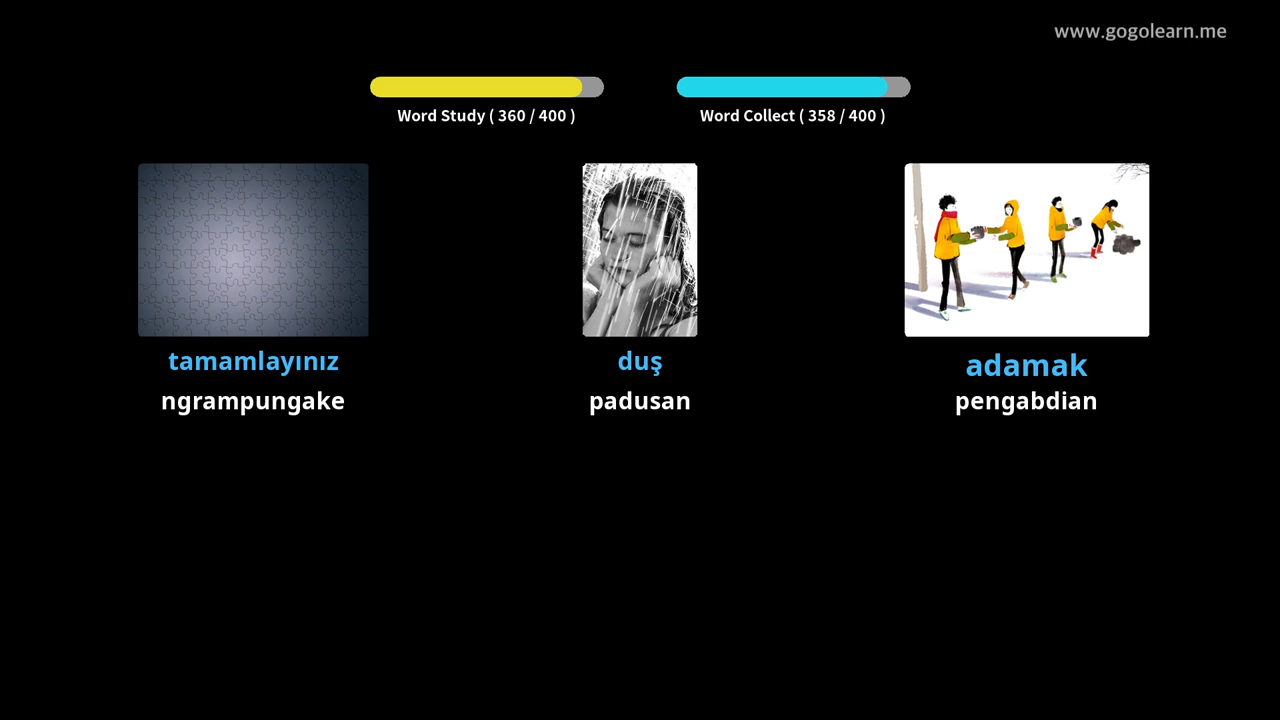 www.gogolearn.me
Word Study ( 360 / 400 )
Word Collect ( 358 / 400 )
tamamlayınız
ngrampungake
duş
padusan
adamak
pengabdian